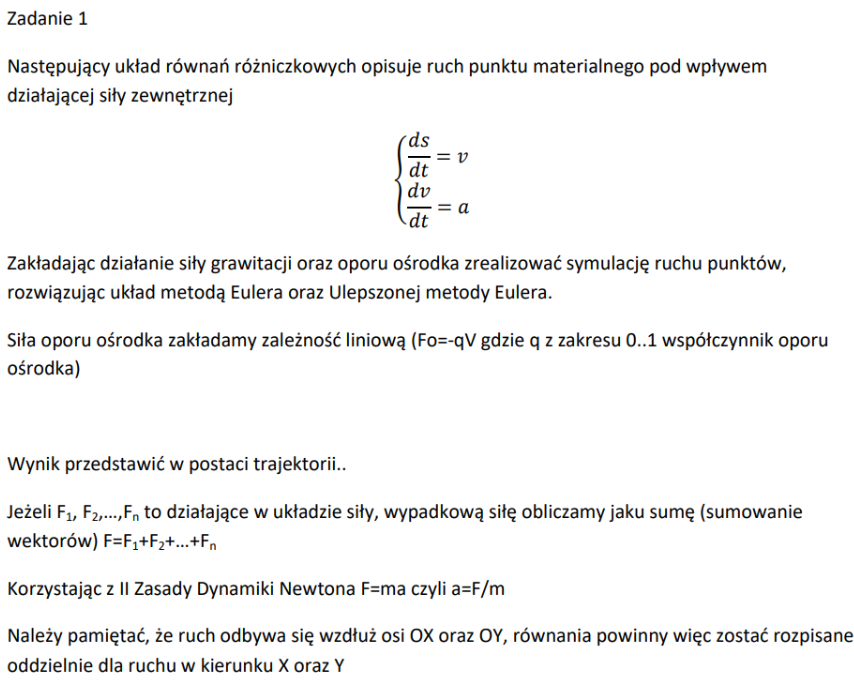 Zadanie 1
Następujący układ równań różniczkowych opisuje ruch punktu materialnego pod wpływem
działającej siły zewnętrznej
{
ds/dt = v
dv/dt = a
Zakładając działanie siły grawitacji oraz oporu ośrodka zrealizować symulację ruchu punktów,
rozwiązując układ metodą Eulera oraz Ulepszonej metody Eulera.
Siła oporu ośrodka zakładamy zależność liniową (Fo=-qV gdzie q z zakresu 0..1 współczynnik oporu
ośrodka)
Wynik przedstawić w postaci trajektorii..
Jeżeli F₁, F₂,...,Fₙ to działające w układzie siły, wypadkową siłę obliczamy jaku sumę (sumowanie
wektorów) F=F₁+F₂+...+Fₙ
Korzystając z II Zasady Dynamiki Newtona F=ma czyli a=F/m
Należy pamiętać, że ruch odbywa się wzdłuż osi OX oraz OY, równania powinny więc zostać rozpisane
oddzielnie dla ruchu w kierunku X oraz Y